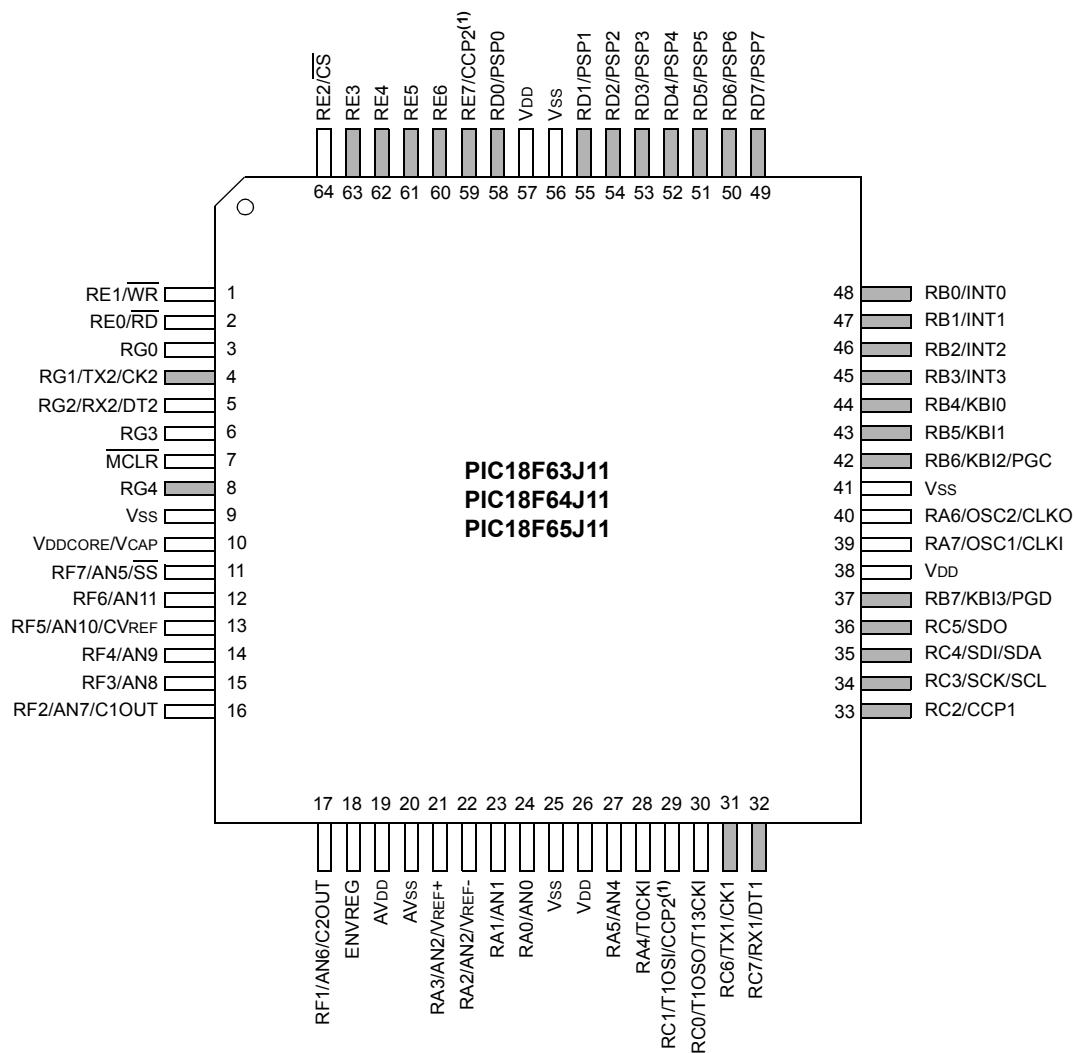 RE2/CS
RE3
RE4
RE5
RE6
RE7/CCP2(1)
RD0/PSP0
VDD
VSS
RD1/PSP1
RD2/PSP2
RD3/PSP3
RD4/PSP4
RD5/PSP5
RD6/PSP6
RD7/PSP7
64 63 62 61 60 59 58 57 56 55 54 53 52 51 50 49
RE1/WR 1
RE0/RD 2
RG0 3
RG1/TX2/CK2 4
RG2/RX2/DT2 5
RG3 6
MCLR 7
RG4 8
VSS 9
VDDCORE/VCAP 10
RF7/AN5/SS 11
RF6/AN11 12
RF5/AN10/CVREF 13
RF4/AN9 14
RF3/AN8 15
RF2/AN7/C1OUT 16
PIC18F63J11
PIC18F64J11
PIC18F65J11
48 RB0/INT0
47 RB1/INT1
46 RB2/INT2
45 RB3/INT3
44 RB4/KBI0
43 RB5/KBI1
42 RB6/KBI2/PGC
41 VSS
40 RA6/OSC2/CLKO
39 RA7/OSC1/CLKI
38 VDD
37 RB7/KBI3/PGD
36 RC5/SDO
35 RC4/SDI/SDA
34 RC3/SCK/SCL
33 RC2/CCP1
17 18 19 20 21 22 23 24 25 26 27 28 29 30 31 32
RF1/AN6/C2OUT
ENVREG
AVDD
AVSS
RA3/AN2/VREF+
RA2/AN2/VREF-
RA1/AN1
RA0/AN0
VSS
VDD
RA5/AN4
RA4/T0CKI
RC1/T1OSI/CCP2(1)
RC0/T1OSO/T13CKI
RC6/TX1/CK1
RC7/RX1/DT1